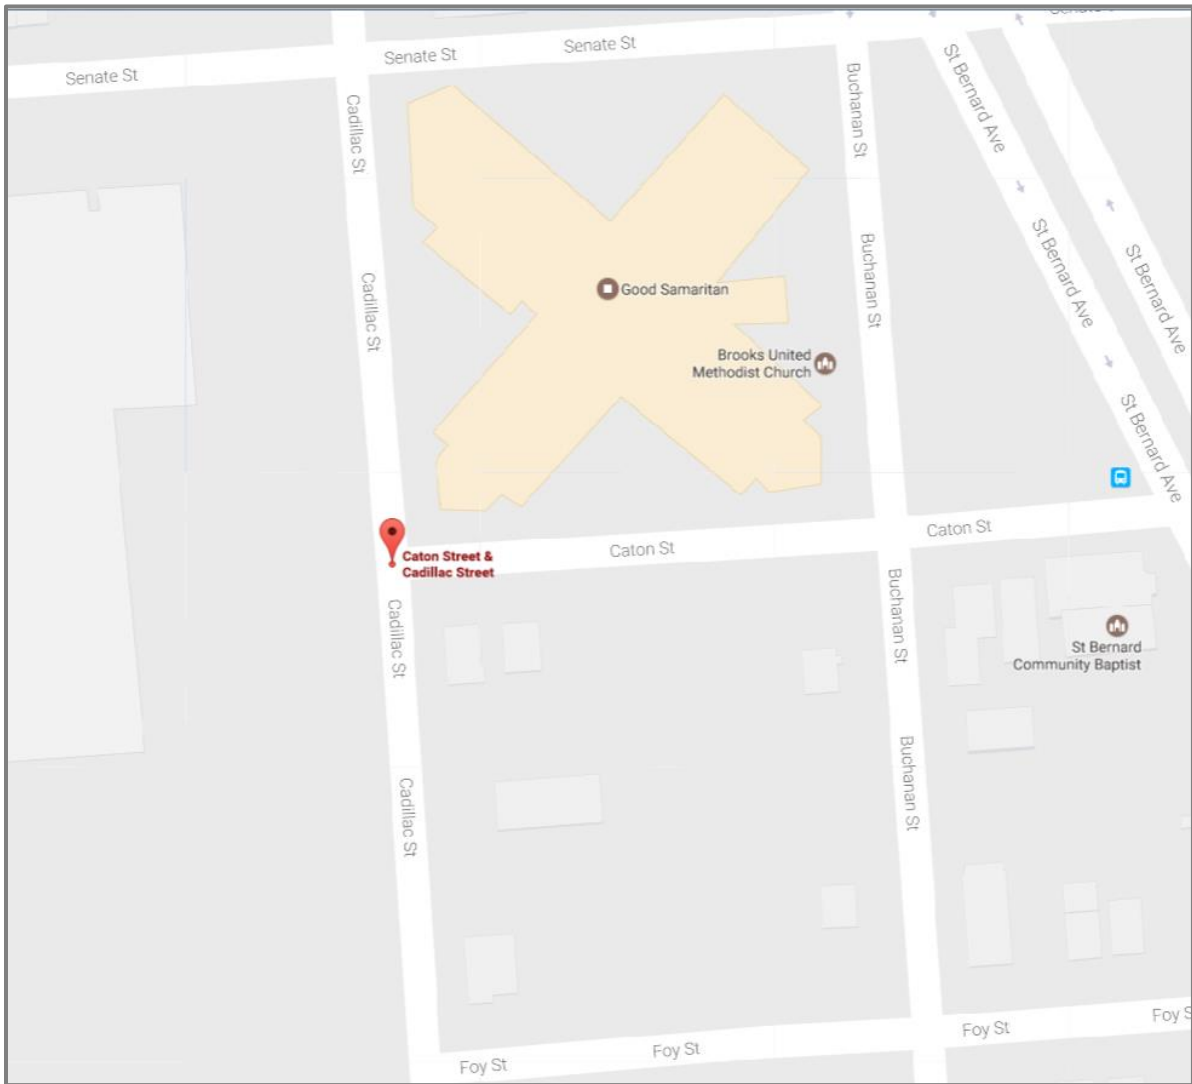 Senate St
Senate St
Senate St
Cadillac St
Buchanan St
St Bernard Ave
Cadillac St
Buchanan St
St Bernard Ave
St Bernard Ave
Good Samaritan
Brooks United
Methodist Church
St Bernard Ave
Caton Street &
Cadillac Street
Caton St
Caton St
Cadillac St
Buchanan St
St Bernard
Community Baptist
Cadillac St
Buchanan St
Foy St
Foy St
Foy St
Foy S